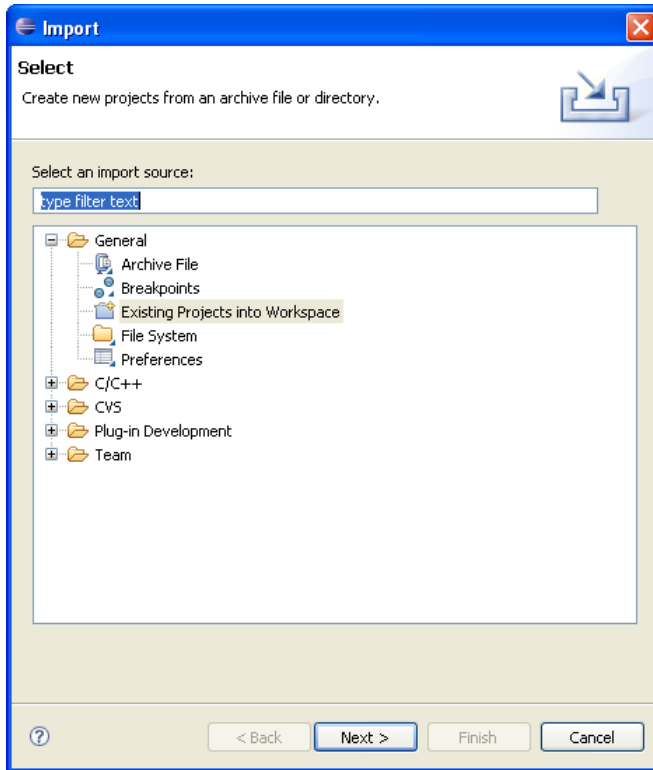 Import
Select
Create new projects from an archive file or directory.
Select an import source:
type filter text
General
Archive File
Breakpoints
Existing Projects into Workspace
File System
Preferences
C/C++
CVS
Plug-in Development
Team
?
< Back Next > Finish Cancel